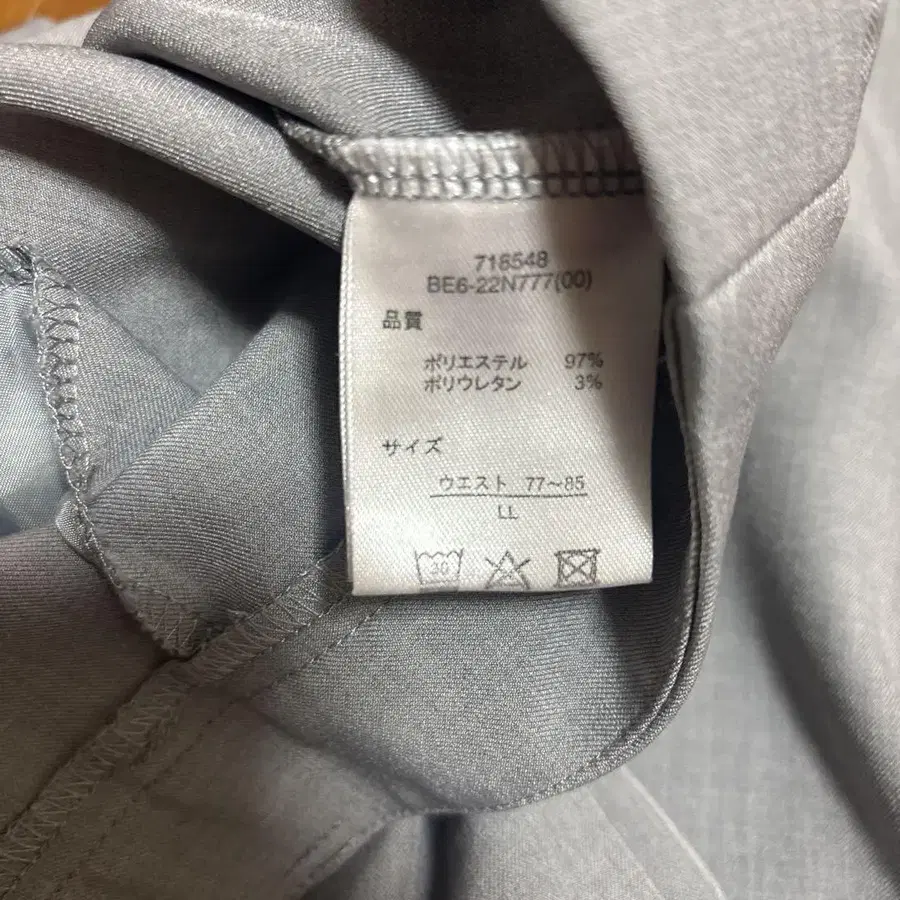 718548
BE6-22N777(00)
品質
ポリエステル 97%
ポリウレタン 3%
サイズ
ウエスト 77〜85
LL
30